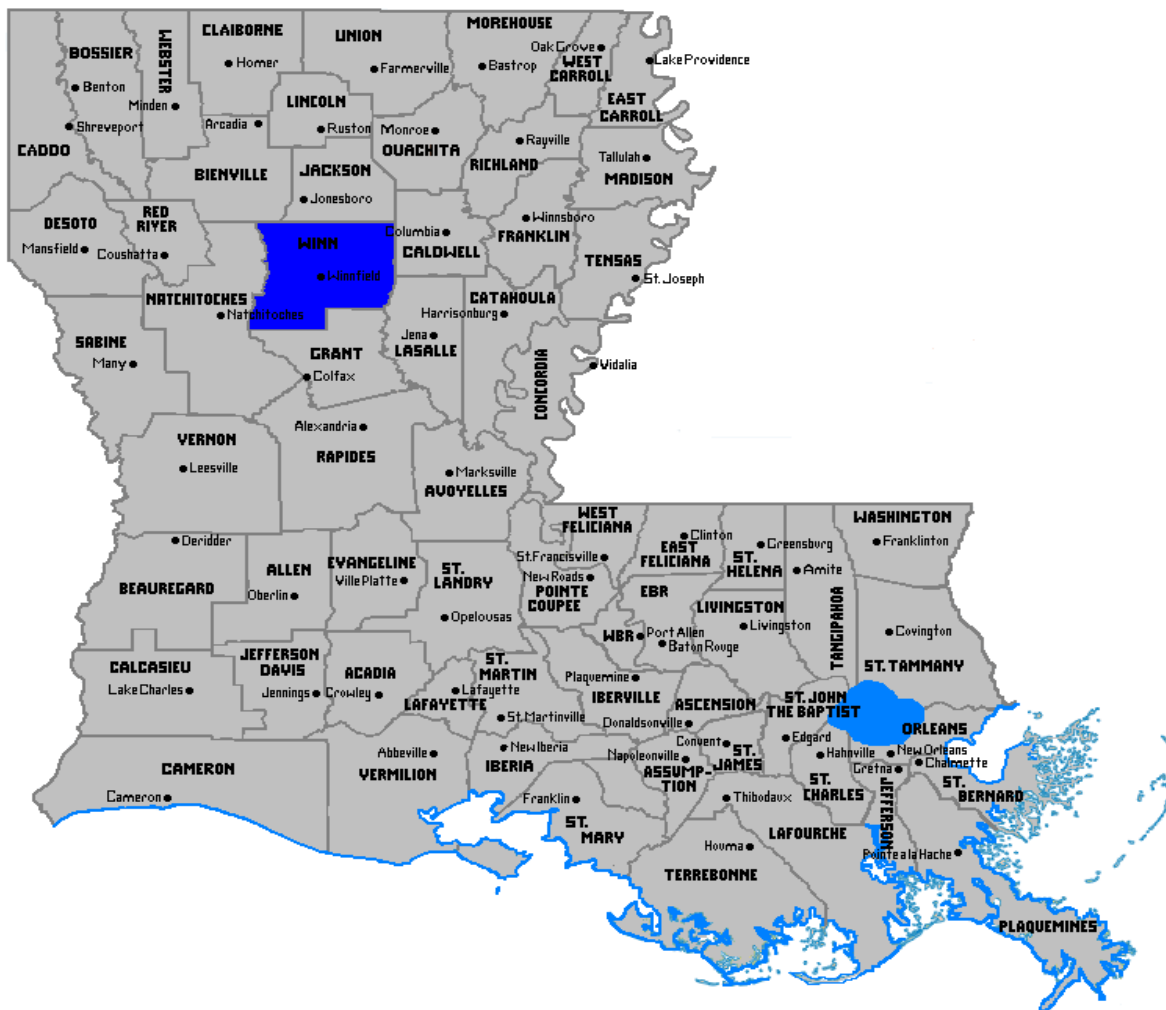 CLAIBORNE
UNION
MOREHOUSE
BOSSIER
WEBSTER
Homer
Farmerville
Bastrop
Oak Grove
WEST
CARROLL
Lake Providence
Benton
Minden
LINCOLN
EAST
CARROLL
Shreveport
Arcadia
Ruston
Monroe
OUACHITA
Rayville
RICHLAND
CADDO
BIENVILLE
JACKSON
Jonesboro
Tallulah
MADISON
DESOTO
Mansfield
RED
RIVER
Coushatta
WINN
Winnfield
Columbia
CALDWELL
Winnsboro
FRANKLIN
TENSAS
St. Joseph
NATCHITOCHES
Natchitoches
CATAHOULA
Harrisonburg
SABINE
Many
GRANT
Colfax
Jena
LASALLE
CONCORDIA
Vidalia
VERNON
Leesville
Alexandria
RAPIDES
Marksville
AVOYELLES
Deridder
BEAUREGARD
ALLEN
Oberlin
EVANGELINE
Ville Platte
ST.
LANDRY
Opelousas
WEST
FELICIANA
St. Francisville
New Roads
POINTE
COUPEE
Clinton
EAST
FELICIANA
Greensburg
ST.
HELENA
Amite
TANGIPAHOA
WASHINGTON
Franklinton
EBR
WBR
Port Allen
Baton Rouge
LIVINGSTON
Livingston
Covington
ST. TAMMANY
CALCASIEU
Lake Charles
JEFFERSON
DAVIS
Jennings
ACADIA
Crowley
LAFAYETTE
Lafayette
ST.
MARTIN
St. Martinville
Plaquemine
IBERVILLE
ASCENSION
Donaldsonville
ST. JOHN
THE BAPTIST
Edgard
ORLEANS
New Orleans
CAMERON
Cameron
Abbeville
VERMILION
New Iberia
IBERIA
Franklin
ST.
MARY
Napoleonville
ASSUMP-
TION
Convent
ST.
JAMES
Hahnville
ST.
CHARLES
Gretna
JEFFERSON
Chalmette
ST.
BERNARD
Thibodaux
LAFOURCHE
Houma
TERREBONNE
Pointe a la Hache
PLAQUEMINES